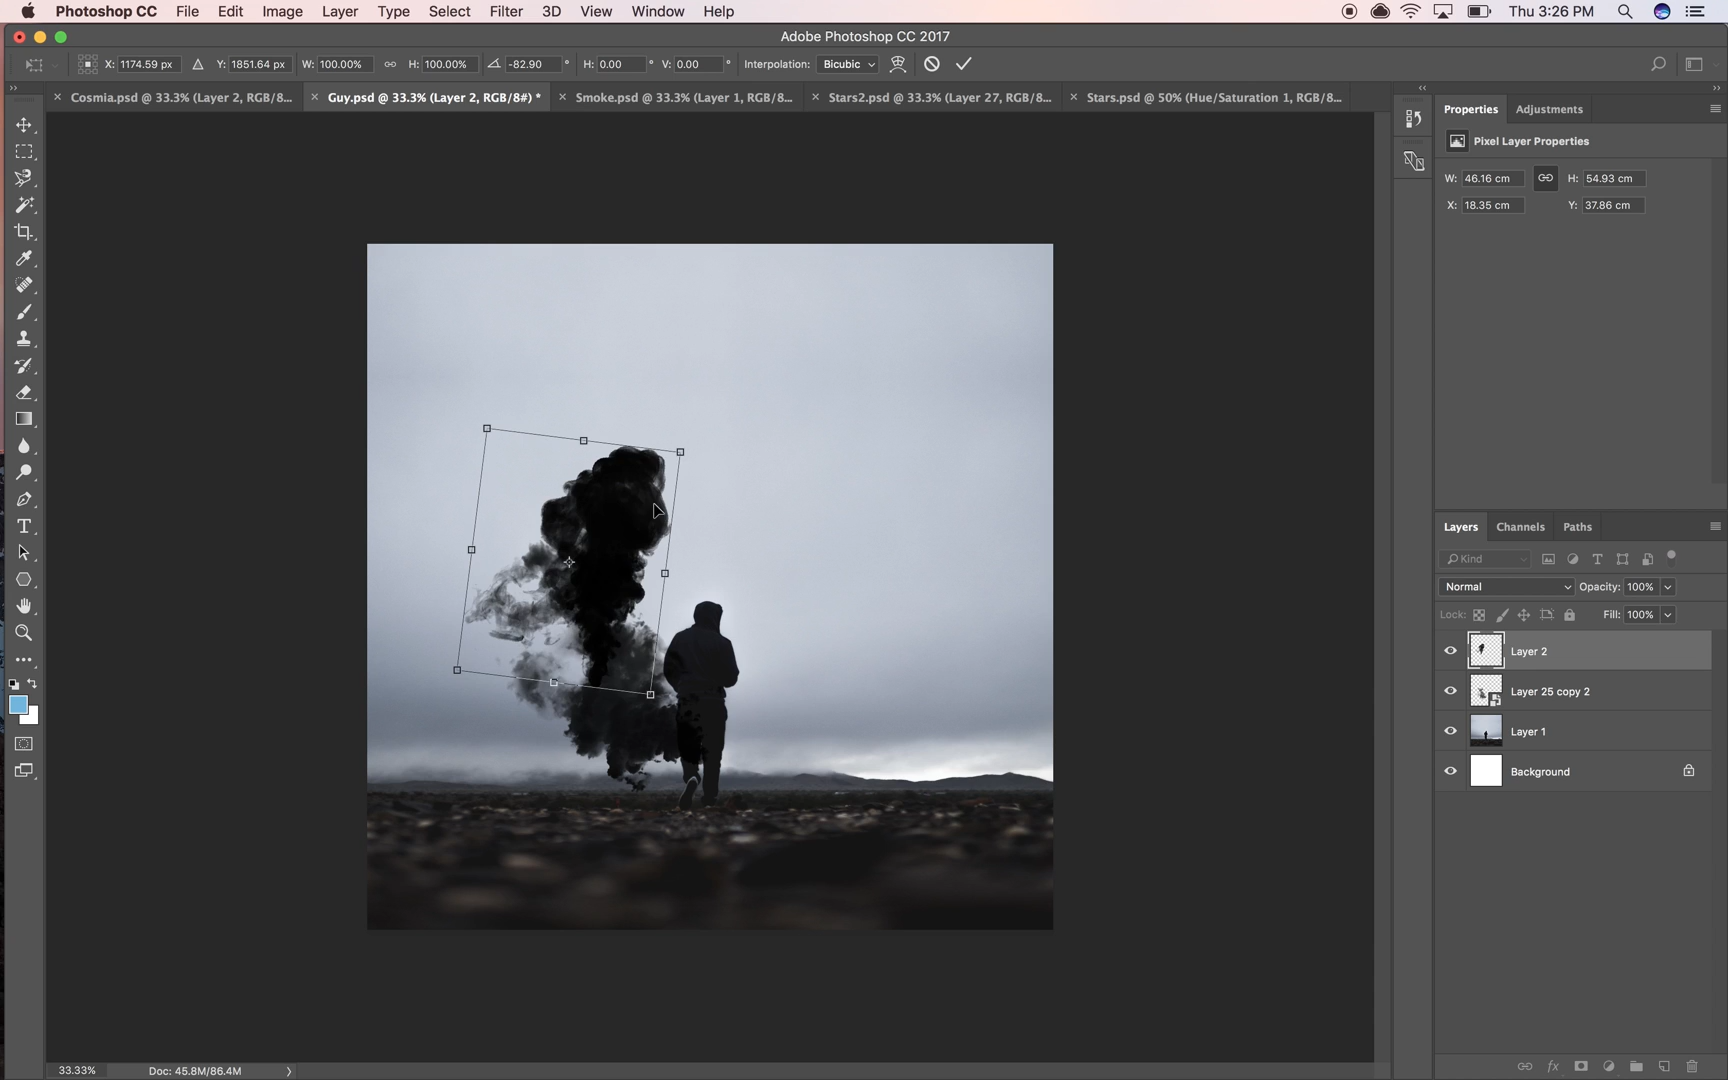 Photoshop CC File Edit Image Layer Type Select Filter 3D View Window Help Thu 3:26 PM
Adobe Photoshop CC 2017
X: 1174.59 px Y: 1851.64 px W: 100.00% H: 100.00% -82.90 ° H: 0.00 ° V: 0.00 ° Interpolation: Bicubic
Cosmia.psd @ 33.3% (Layer 2, RGB/8... Guy.psd @ 33.3% (Layer 2, RGB/8#) * Smoke.psd @ 33.3% (Layer 1, RGB/8... Stars2.psd @ 33.3% (Layer 27, RGB/8... Stars.psd @ 50% (Hue/Saturation 1, RGB/8...
Properties Adjustments
Pixel Layer Properties
W: 46.16 cm H: 54.93 cm
X: 18.35 cm Y: 37.86 cm
Layers Channels Paths
Kind
Normal Opacity: 100%
Lock: Fill: 100%
Layer 2
Layer 25 copy 2
Layer 1
Background
33.33% Doc: 45.8M/86.4M